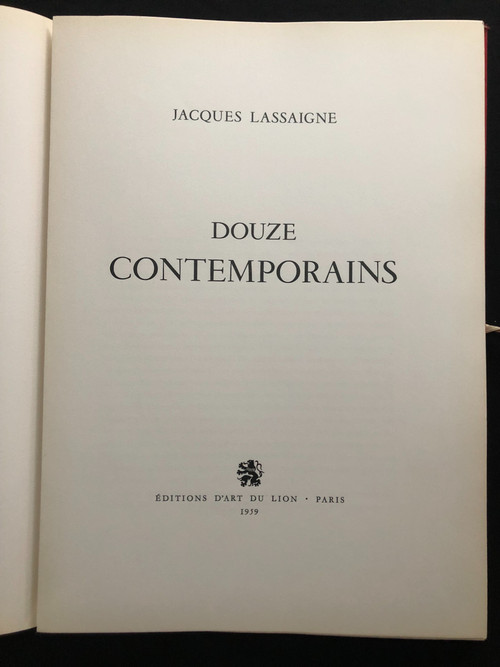 JACQUES LASSAIGNE
DOUZE
CONTEMPORAINS
ÉDITIONS D'ART DU LION • PARIS
1959